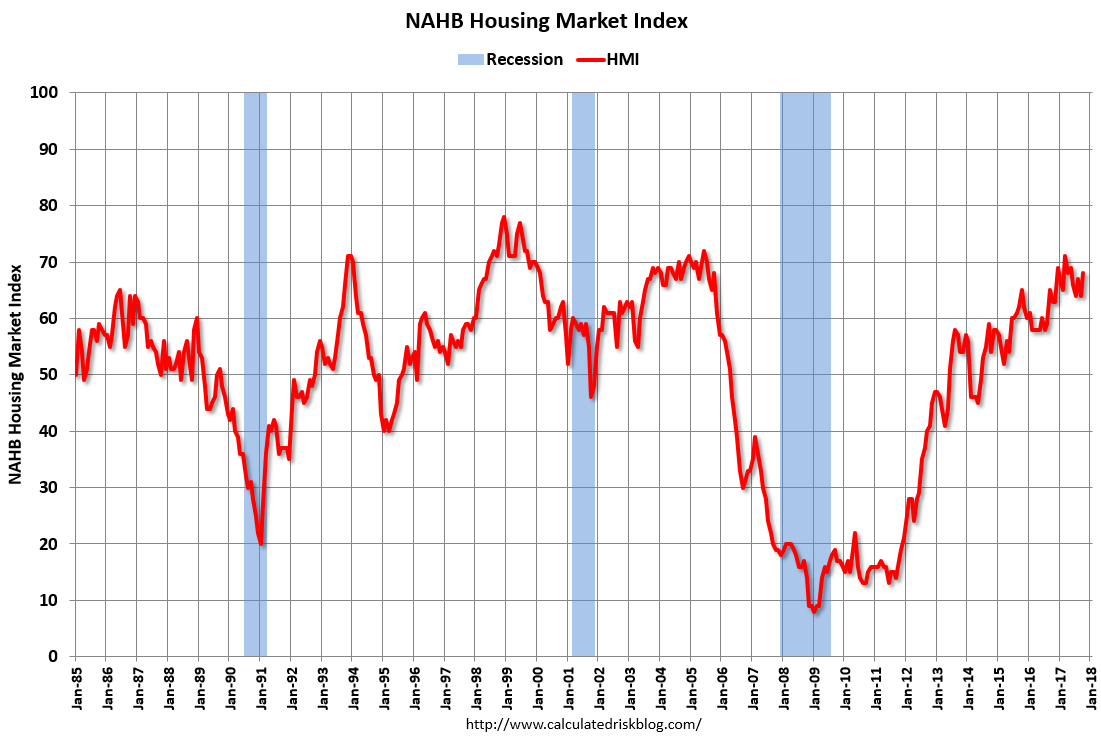 NAHB Housing Market Index
Recession HMI
NAHB Housing Market Index
100
90
80
70
60
50
40
30
20
10
0
Jan-85
Jan-86
Jan-87
Jan-88
Jan-89
Jan-90
Jan-91
Jan-92
Jan-93
Jan-94
Jan-95
Jan-96
Jan-97
Jan-98
Jan-99
Jan-00
Jan-01
Jan-02
Jan-03
Jan-04
Jan-05
Jan-06
Jan-07
Jan-08
Jan-09
Jan-10
Jan-11
Jan-12
Jan-13
Jan-14
Jan-15
Jan-16
Jan-17
Jan-18
http://www.calculatedriskblog.com/